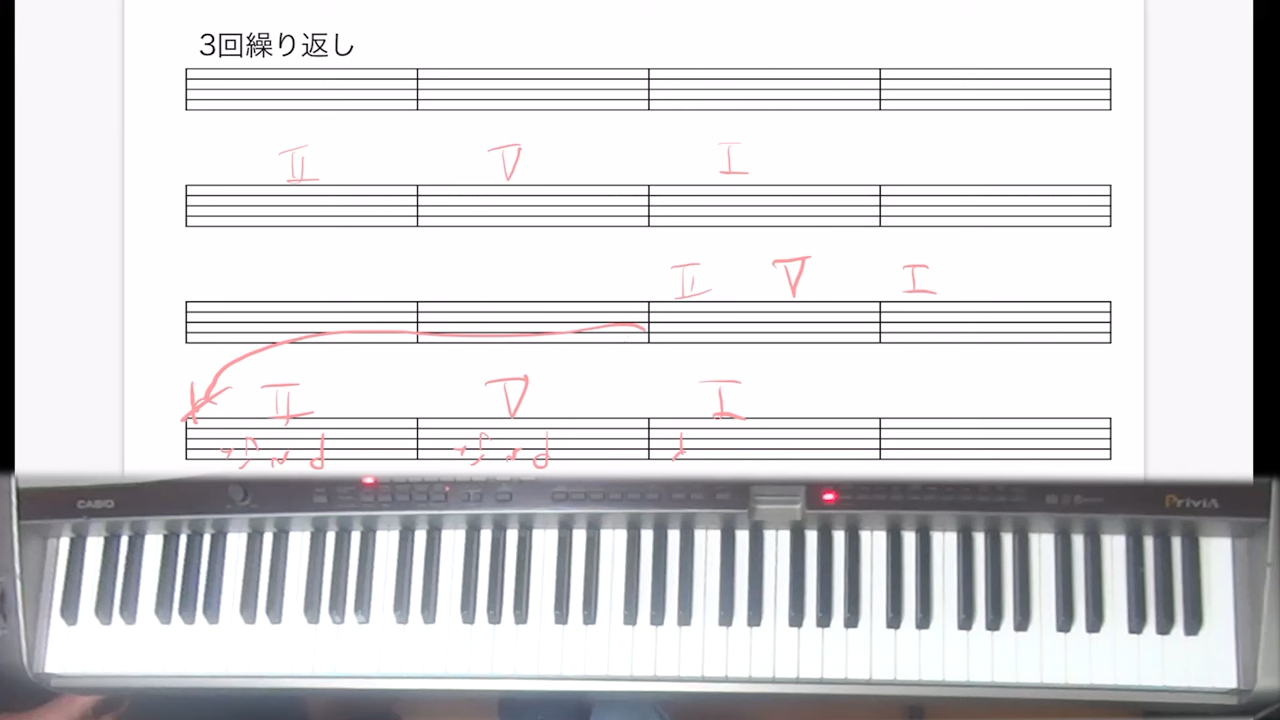 3回繰り返し
II V I
II V I
II V I
CASIO
PriviA